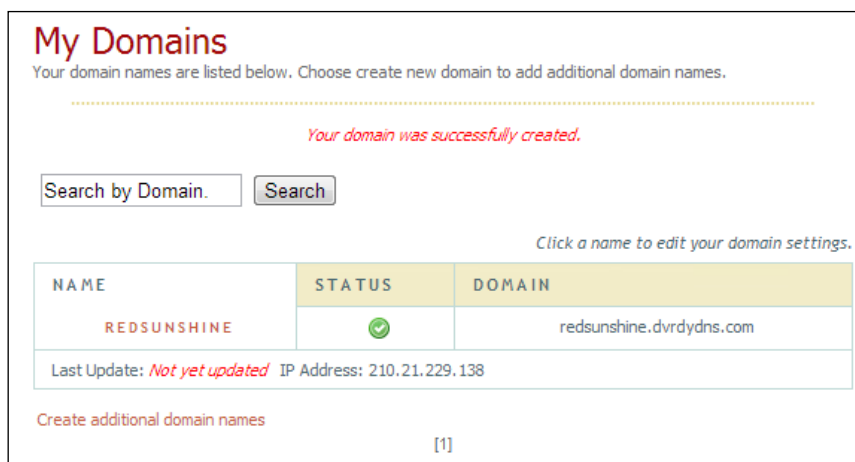 My Domains
Your domain names are listed below. Choose create new domain to add additional domain names.
Your domain was successfully created.
Search by Domain. Search
Click a name to edit your domain settings.
NAME STATUS DOMAIN
REDSUNSHINE redsunshine.dvrdydns.com
Last Update: Not yet updated IP Address: 210.21.229.138
Create additional domain names
[1]